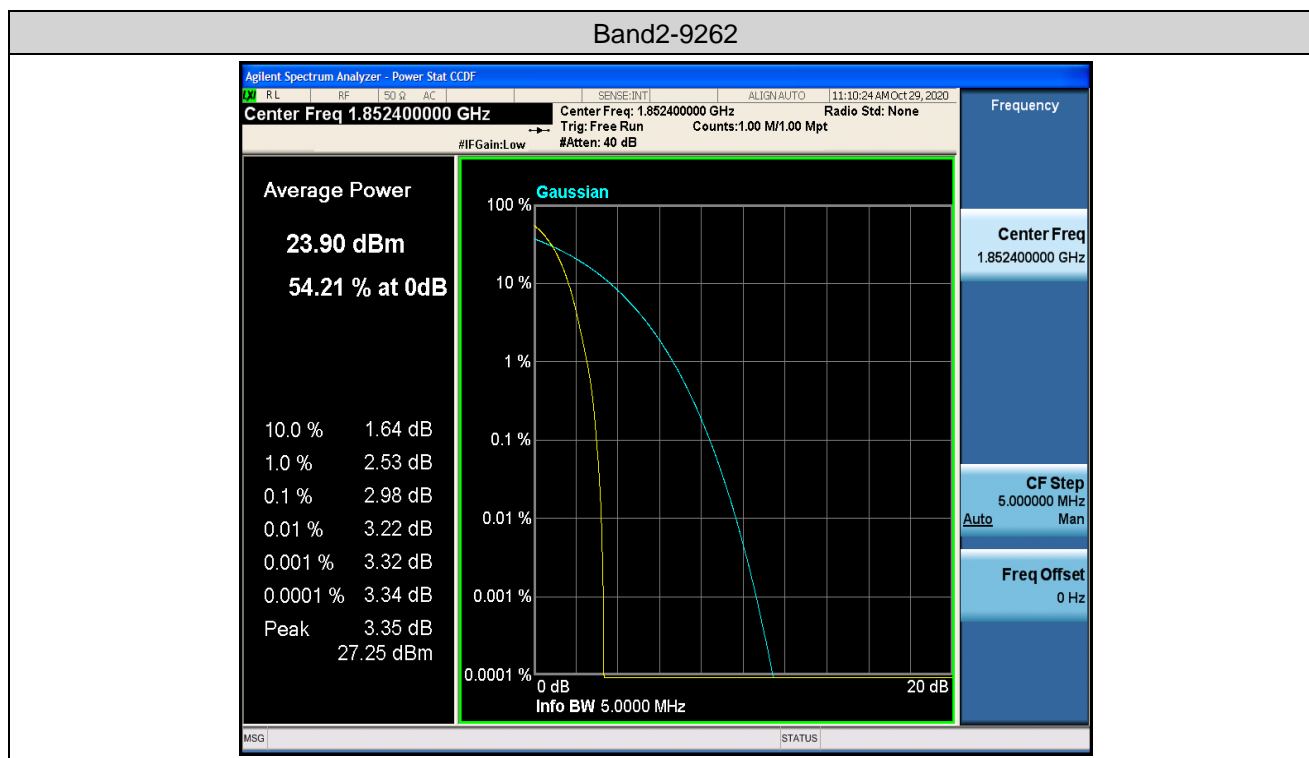 Band2-9262
Agilent Spectrum Analyzer - Power Stat CCDF
LXI RL RF 50 Ω AC SENSE:INT ALIGN AUTO 11:10:24 AM Oct 29, 2020
Center Freq 1.852400000 GHz
Center Freq: 1.852400000 GHz Radio Std: None
Trig: Free Run Counts:1.00 M/1.00 Mpt
#IFGain:Low #Atten: 40 dB
Frequency
Average Power
23.90 dBm
54.21 % at 0dB
10.0 % 1.64 dB
1.0 % 2.53 dB
0.1 % 2.98 dB
0.01 % 3.22 dB
0.001 % 3.32 dB
0.0001 % 3.34 dB
Peak 3.35 dB
27.25 dBm
Gaussian
100 %
10 %
1 %
0.1 %
0.01 %
0.001 %
0.0001 %
0 dB 20 dB
Info BW 5.0000 MHz
Center Freq
1.852400000 GHz
CF Step
5.000000 MHz
Auto Man
Freq Offset
0 Hz
MSG STATUS